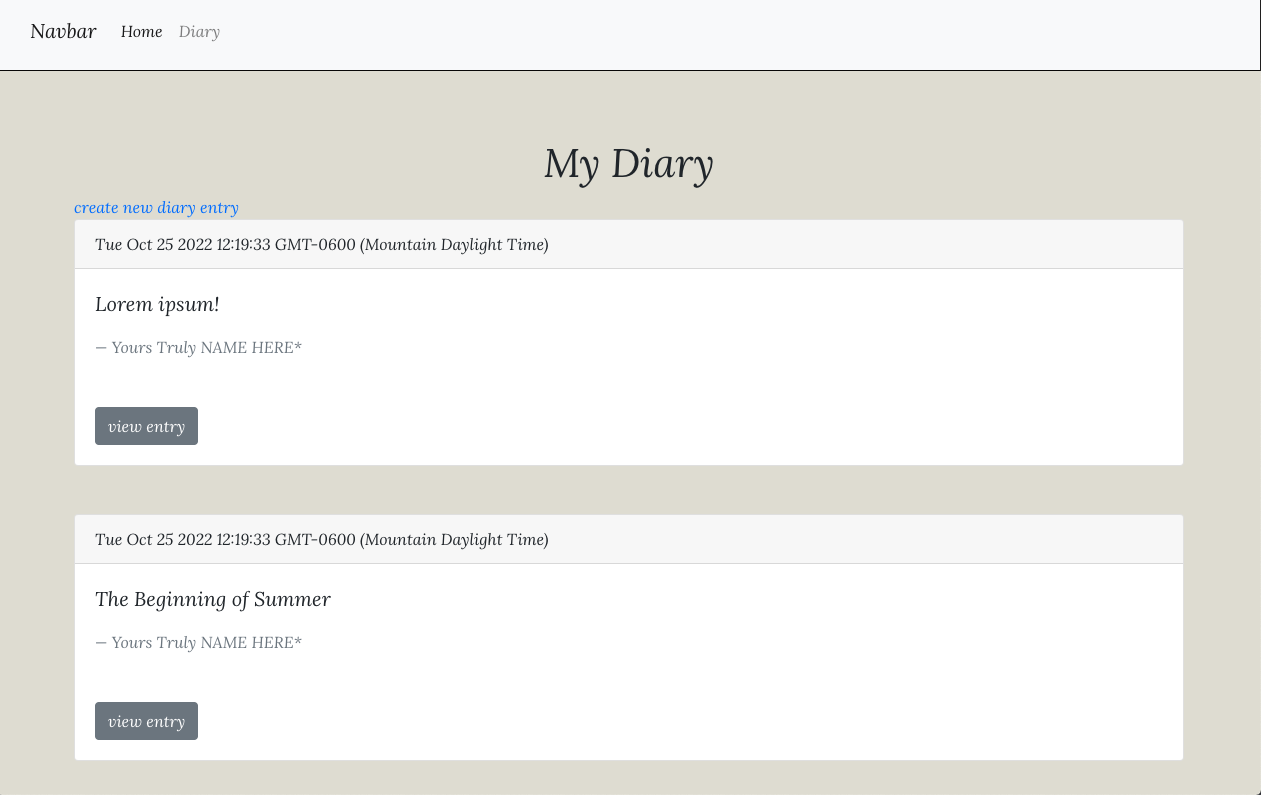 Navbar Home Diary
My Diary
create new diary entry
Tue Oct 25 2022 12:19:33 GMT-0600 (Mountain Daylight Time)
Lorem ipsum!
— Yours Truly NAME HERE*
view entry
Tue Oct 25 2022 12:19:33 GMT-0600 (Mountain Daylight Time)
The Beginning of Summer
— Yours Truly NAME HERE*
view entry